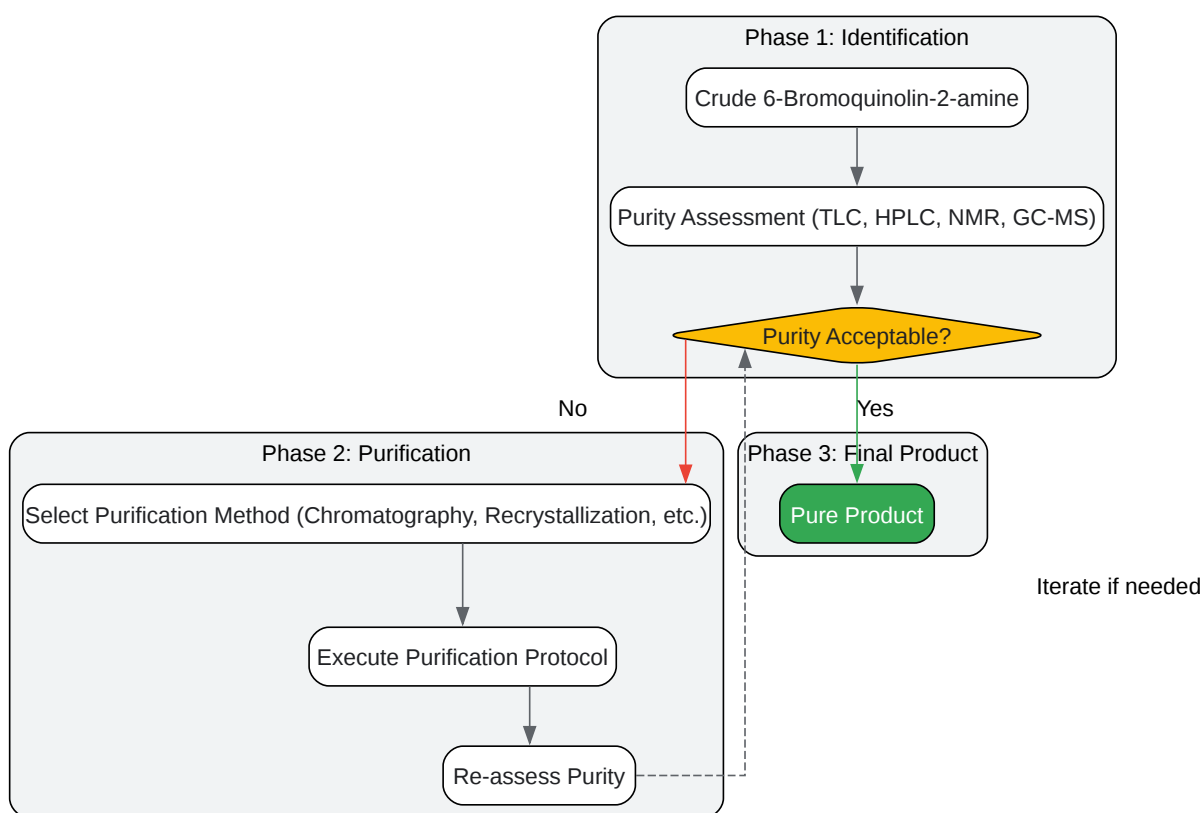 Phase 1: Identification
Crude 6-Bromoquinolin-2-amine
Purity Assessment (TLC, HPLC, NMR, GC-MS)
Purity Acceptable?
No
Yes
Phase 2: Purification
Select Purification Method (Chromatography, Recrystallization, etc.)
Execute Purification Protocol
Re-assess Purity
Phase 3: Final Product
Pure Product
Iterate if needed